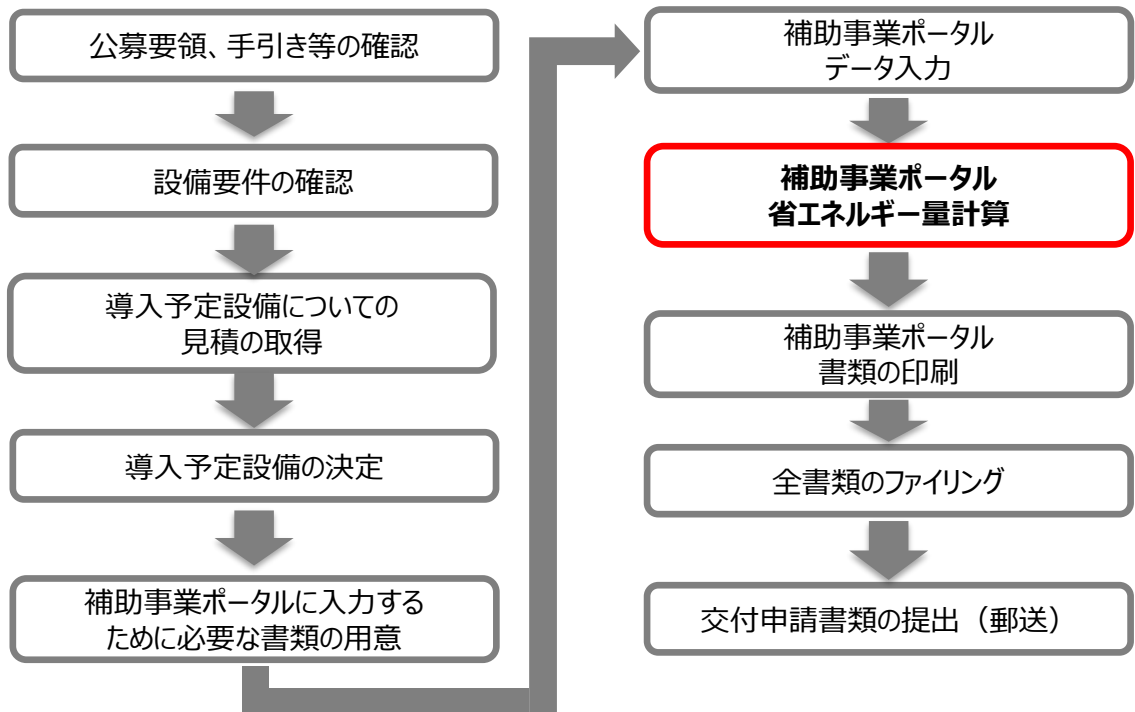 公募要領、手引き等の確認
設備要件の確認
導入予定設備についての
見積の取得
導入予定設備の決定
補助事業ポータルに入力する
ために必要な書類の用意
補助事業ポータル
データ入力
補助事業ポータル
省エネルギー量計算
補助事業ポータル
書類の印刷
全書類のファイリング
交付申請書類の提出（郵送）